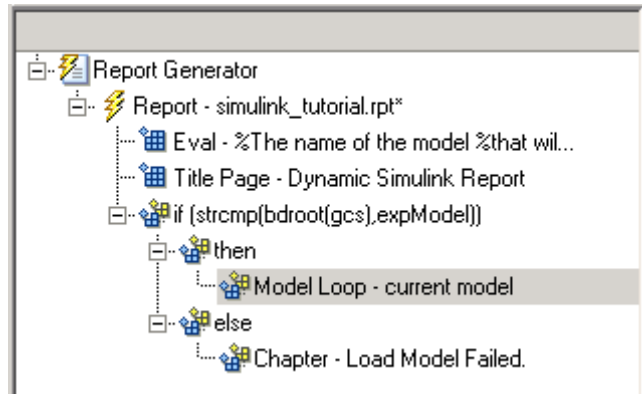 Report Generator
Report - simulink_tutorial.rpt*
Eval - %The name of the model %that wil...
Title Page - Dynamic Simulink Report
if (strcmp(bdroot(gcs),expModel))
then
Model Loop - current model
else
Chapter - Load Model Failed.